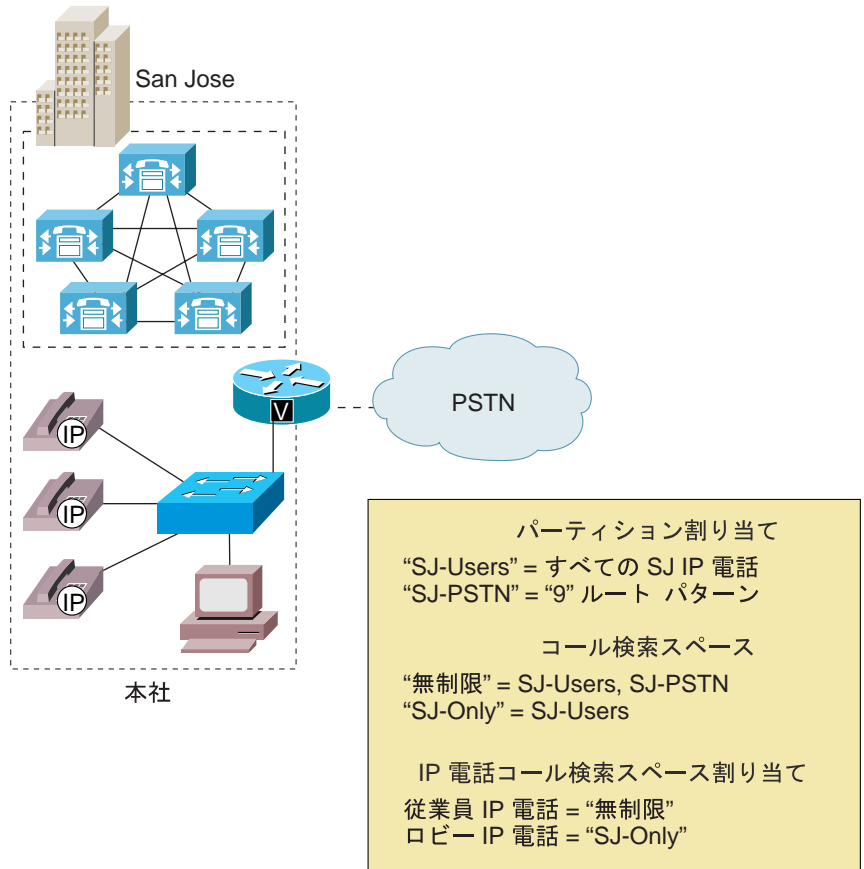 San Jose
V
PSTN
IP
IP
IP
本社
パーティション割り当て
“SJ-Users” = すべての SJ IP 電話
“SJ-PSTN” = “9” ルート パターン
コール検索スペース
“無制限” = SJ-Users, SJ-PSTN
“SJ-Only” = SJ-Users
IP 電話コール検索スペース割り当て
従業員 IP 電話 = “無制限”
ロビー IP 電話 = “SJ-Only”